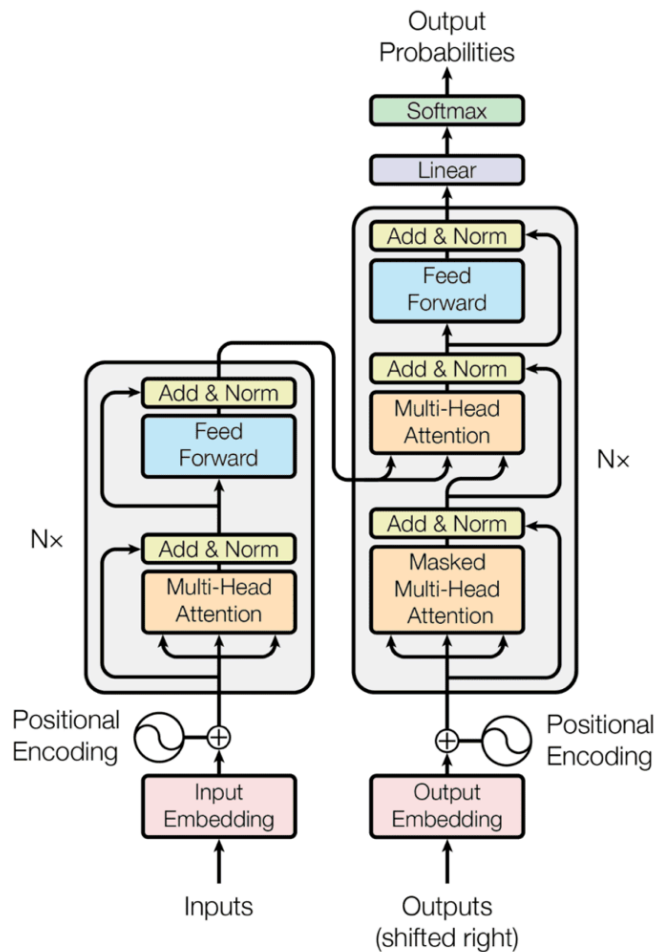 Output
Probabilities
Softmax
Linear
Add & Norm
Feed
Forward
Add & Norm
Multi-Head
Attention
Add & Norm
Masked
Multi-Head
Attention
N×
Add & Norm
Feed
Forward
Add & Norm
Multi-Head
Attention
N×
Positional
Encoding
Positional
Encoding
Input
Embedding
Output
Embedding
Inputs
Outputs
(shifted right)